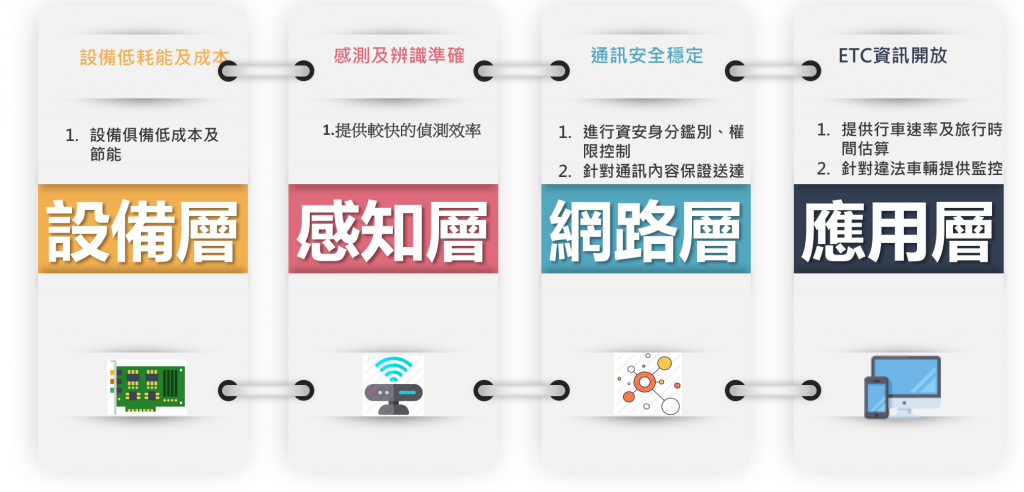 設備低耗能及成本
1. 設備俱備低成本及
節能
設備層
感測及辨識準確
1.提供較快的偵測效率
感知層
通訊安全穩定
1. 進行資安身分鑑別、權
限控制
2. 針對通訊內容保證送達
網路層
ETC資訊開放
1. 提供行車速率及旅行時
間估算
2. 針對違法車輛提供監控
應用層